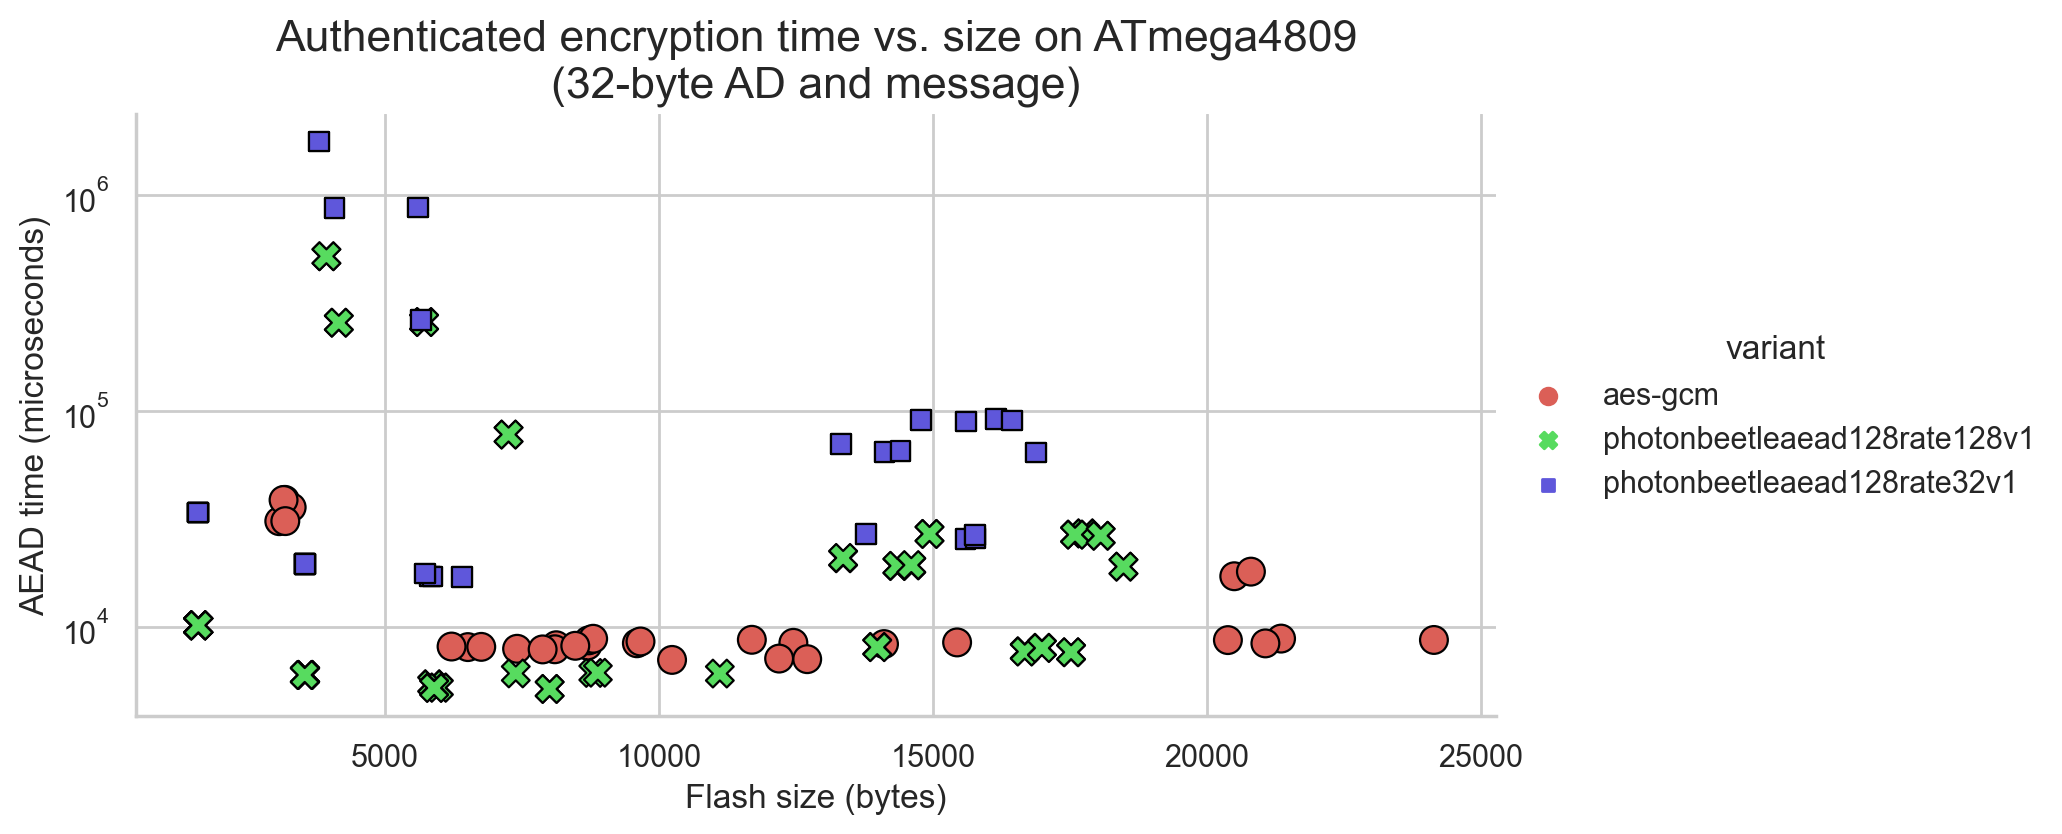 Authenticated encryption time vs. size on ATmega4809
(32-byte AD and message)
AEAD time (microseconds)
10^6
10^5
10^4
5000 10000 15000 20000 25000
Flash size (bytes)
variant
aes-gcm
photonbeetleaead128rate128v1
photonbeetleaead128rate32v1